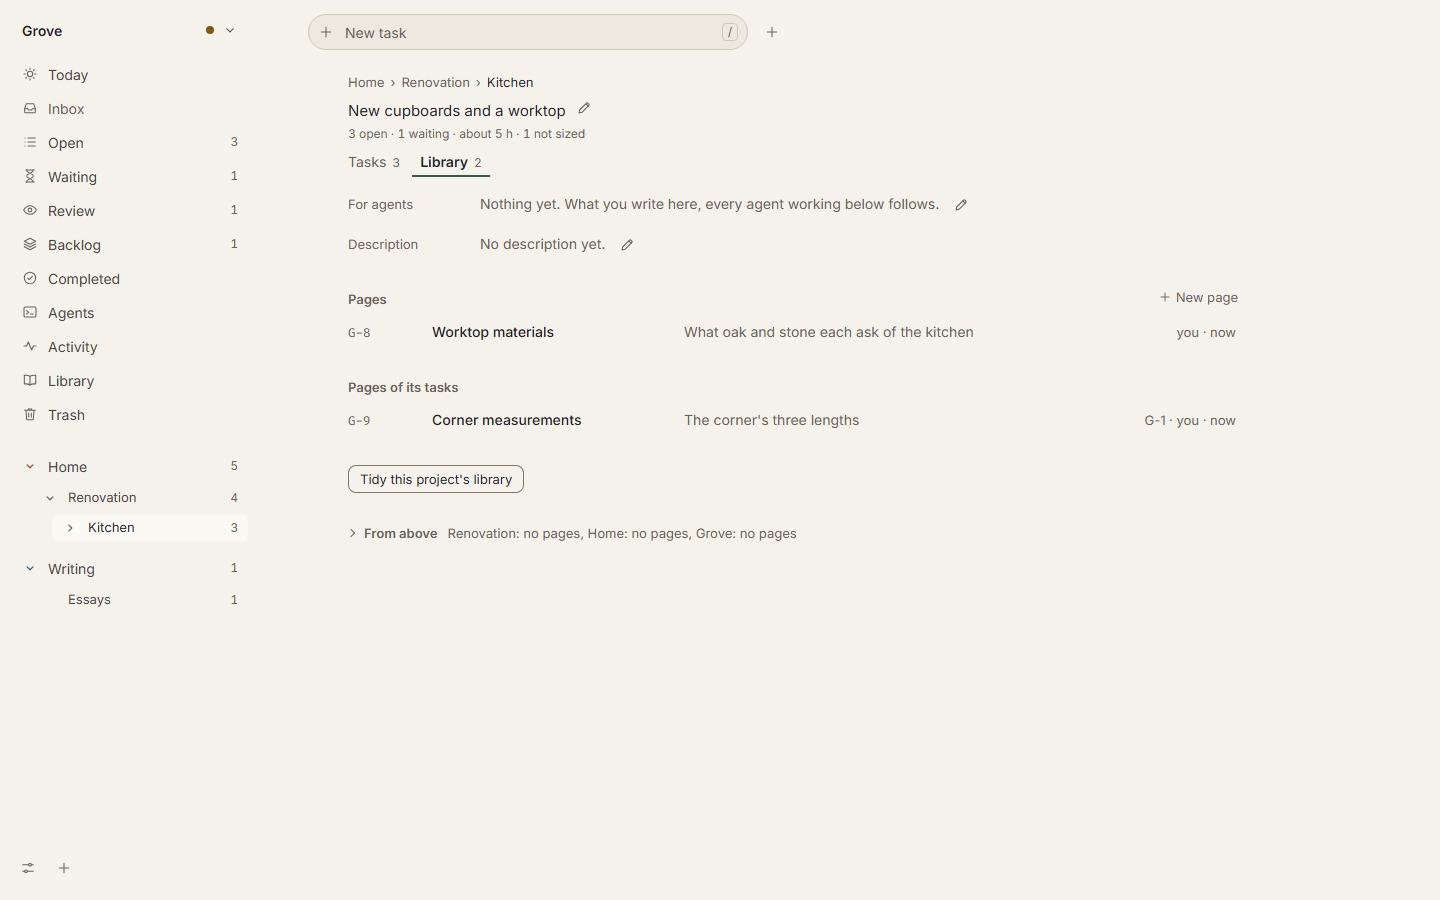 Grove
Today
Inbox
Open 3
Waiting 1
Review 1
Backlog 1
Completed
Agents
Activity
Library
Trash
Home 5
Renovation 4
Kitchen 3
Writing 1
Essays 1
New task /
Home › Renovation › Kitchen
New cupboards and a worktop
3 open · 1 waiting · about 5 h · 1 not sized
Tasks 3 Library 2
For agents Nothing yet. What you write here, every agent working below follows.
Description No description yet.
Pages New page
G-8 Worktop materials What oak and stone each ask of the kitchen you · now
Pages of its tasks
G-9 Corner measurements The corner's three lengths G-1 · you · now
Tidy this project's library
From above Renovation: no pages, Home: no pages, Grove: no pages